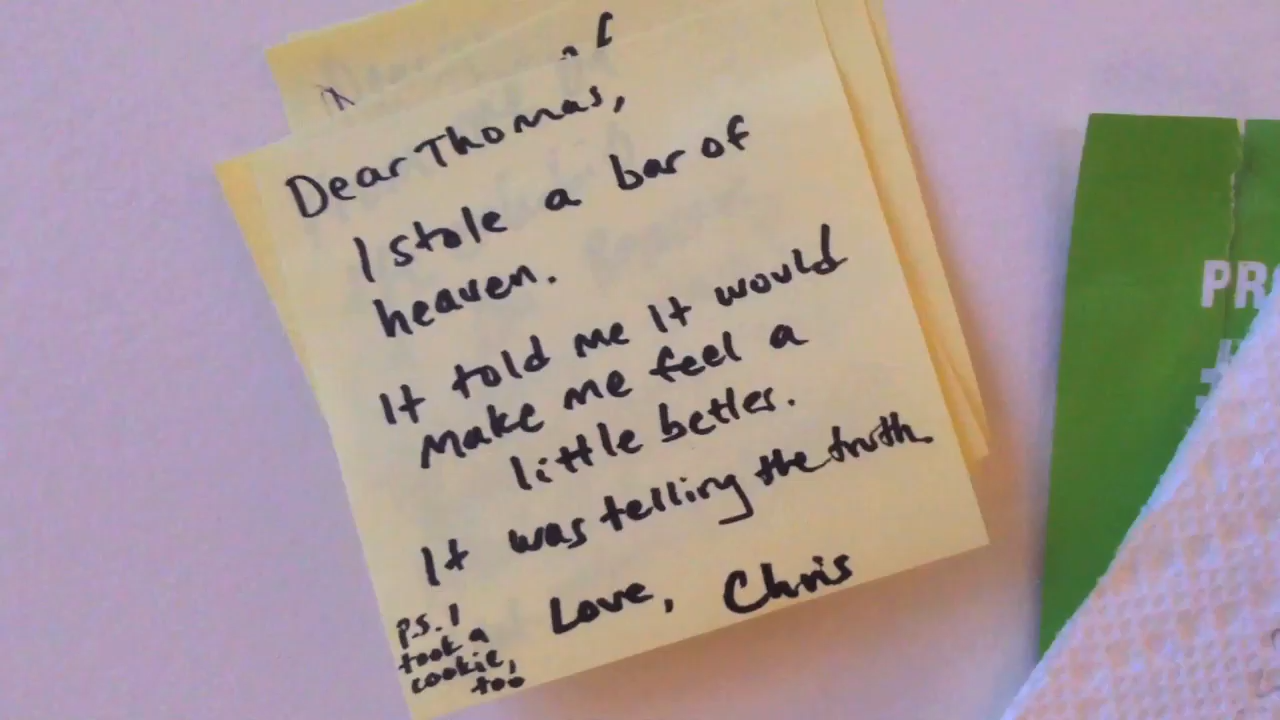 Dear Thomas,
I stole a bar of
heaven.
It told me It would
make me feel a
little better.
It was telling the truth
Love, Chris
p.s. I
took a
cookie,
too
PRO